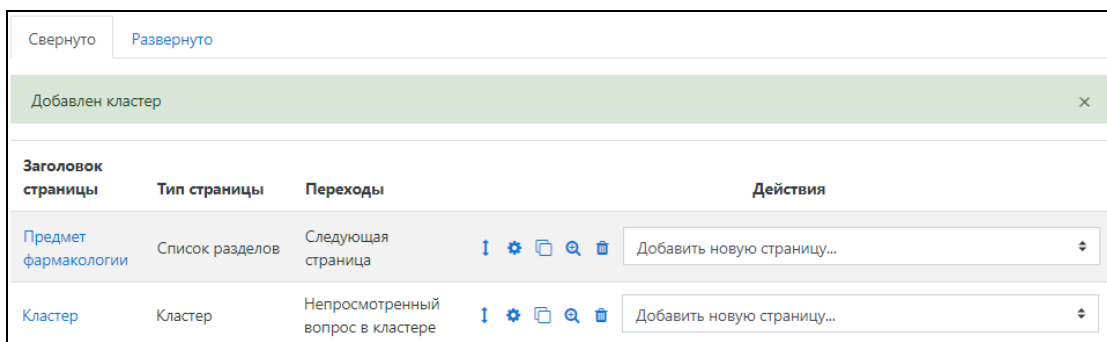 Свернуто Развернуто
Добавлен кластер ×
Заголовок
страницы Тип страницы Переходы Действия
Предмет
фармакологии Список разделов Следующая
страница Добавить новую страницу...
Кластер Кластер Непросмотренный
вопрос в кластере Добавить новую страницу...